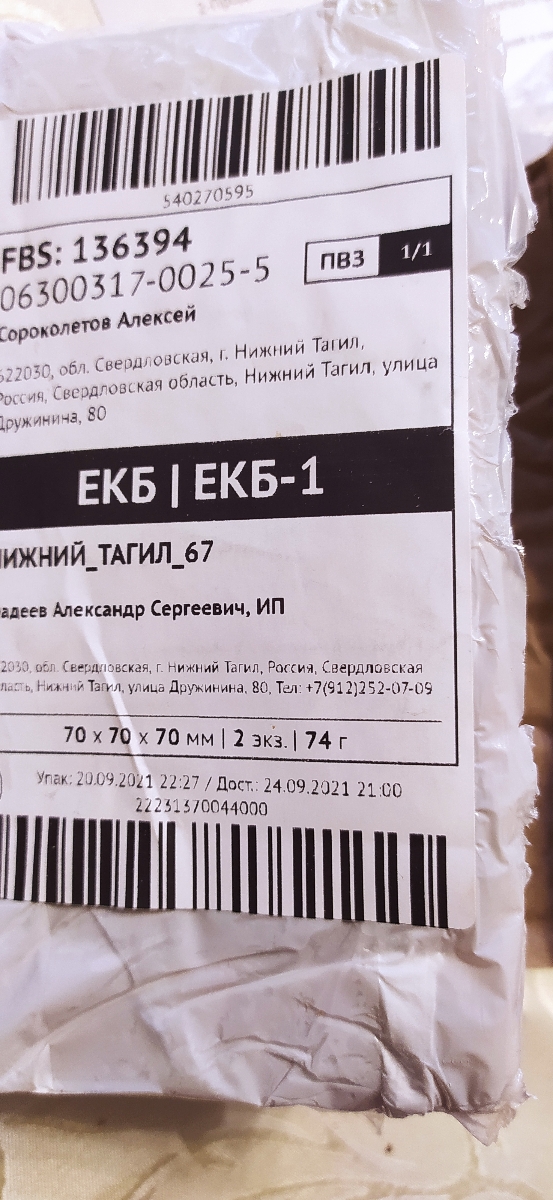 540270595
FBS: 136394
06300317-0025-5
ПВЗ 1/1
Сороколетов Алексей
622030, обл. Свердловская, г. Нижний Тагил,
Россия, Свердловская область, Нижний Тагил, улица
Дружинина, 80
ЕКБ | ЕКБ-1
НИЖНИЙ_ТАГИЛ_67
адеев Александр Сергеевич, ИП
2030, обл. Свердловская, г. Нижний Тагил, Россия, Свердловская
ласть, Нижний Тагил, улица Дружинина, 80, Тел: +7(912)252-07-09
70 x 70 x 70 мм | 2 экз. | 74 г
Упак: 20.09.2021 22:27 / Дост.: 24.09.2021 21:00
22231370044000